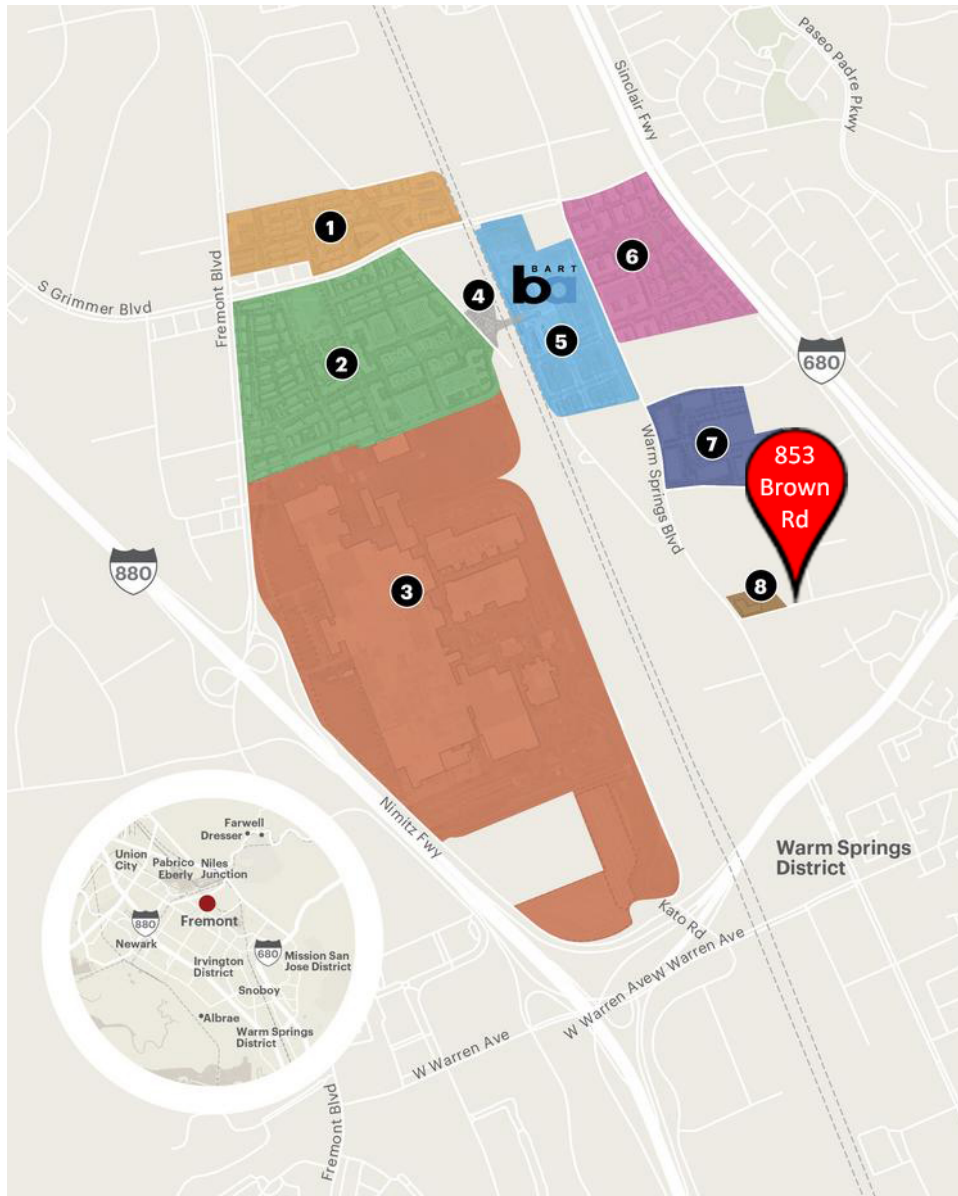 Paseo Padre Pkwy
Sinclair Fwy
1
6
BART
ba
S Grimmer Blvd
Fremont Blvd
4
5
2
680
7
853
Brown
Rd
Warm Springs Blvd
880
3
8
Nimitz Fwy
Farwell
Dresser
Union
City
Pabrico
Eberly
Niles
Junction
Fremont
880
Newark
680
Irvington
District
Mission San
Jose District
Snoboy
Albrae
Warm Springs
District
Warm Springs
District
Kato Rd
W Warren Ave
W Warren Ave
W Warren Ave
Fremont Blvd